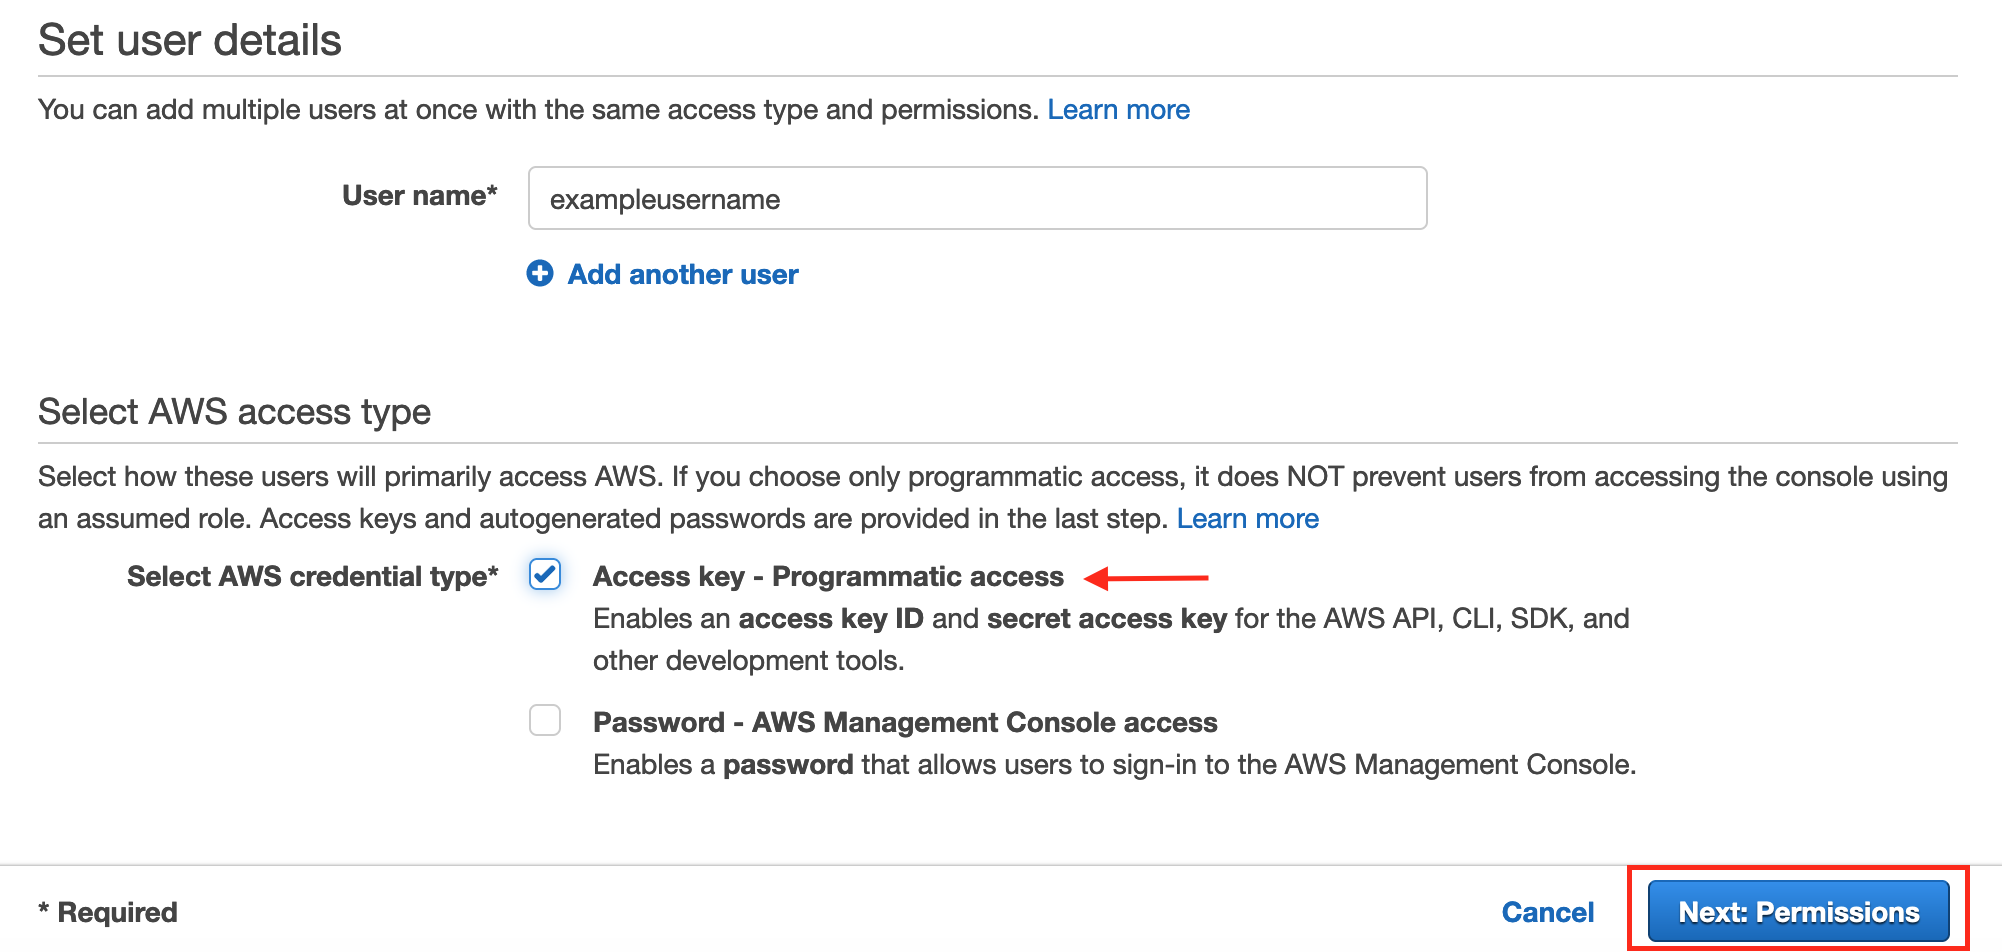 Set user details
You can add multiple users at once with the same access type and permissions. Learn more
User name* exampleusername
Add another user
Select AWS access type
Select how these users will primarily access AWS. If you choose only programmatic access, it does NOT prevent users from accessing the console using
an assumed role. Access keys and autogenerated passwords are provided in the last step. Learn more
Select AWS credential type* Access key - Programmatic access
Enables an access key ID and secret access key for the AWS API, CLI, SDK, and
other development tools.
Password - AWS Management Console access
Enables a password that allows users to sign-in to the AWS Management Console.
* Required Cancel Next: Permissions